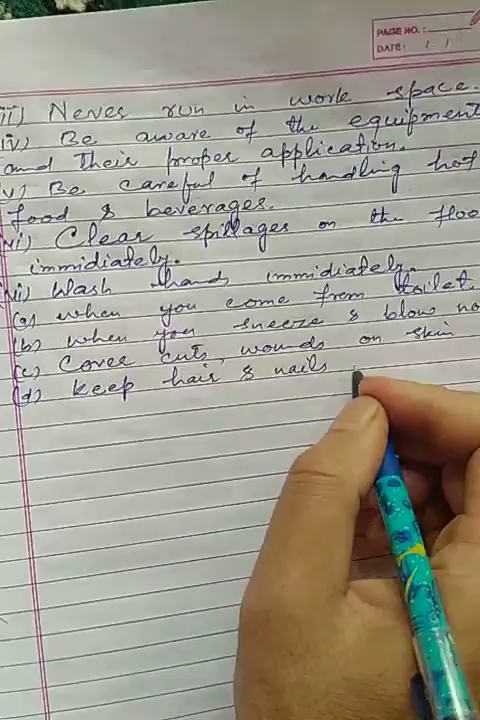 PAGE NO.:
DATE: / /
iii) Never run in work space.
iv) Be aware of the equipment
and their proper application.
v) Be careful of handling hot
food & beverages.
vi) Clear spillages on the floo
immidiately.
vii) Wash hands immidiately.
(a) when you come from toilet
(b) when you sneeze & blow no
(c) Cover cuts, wounds on skin
(d) keep hair & nails